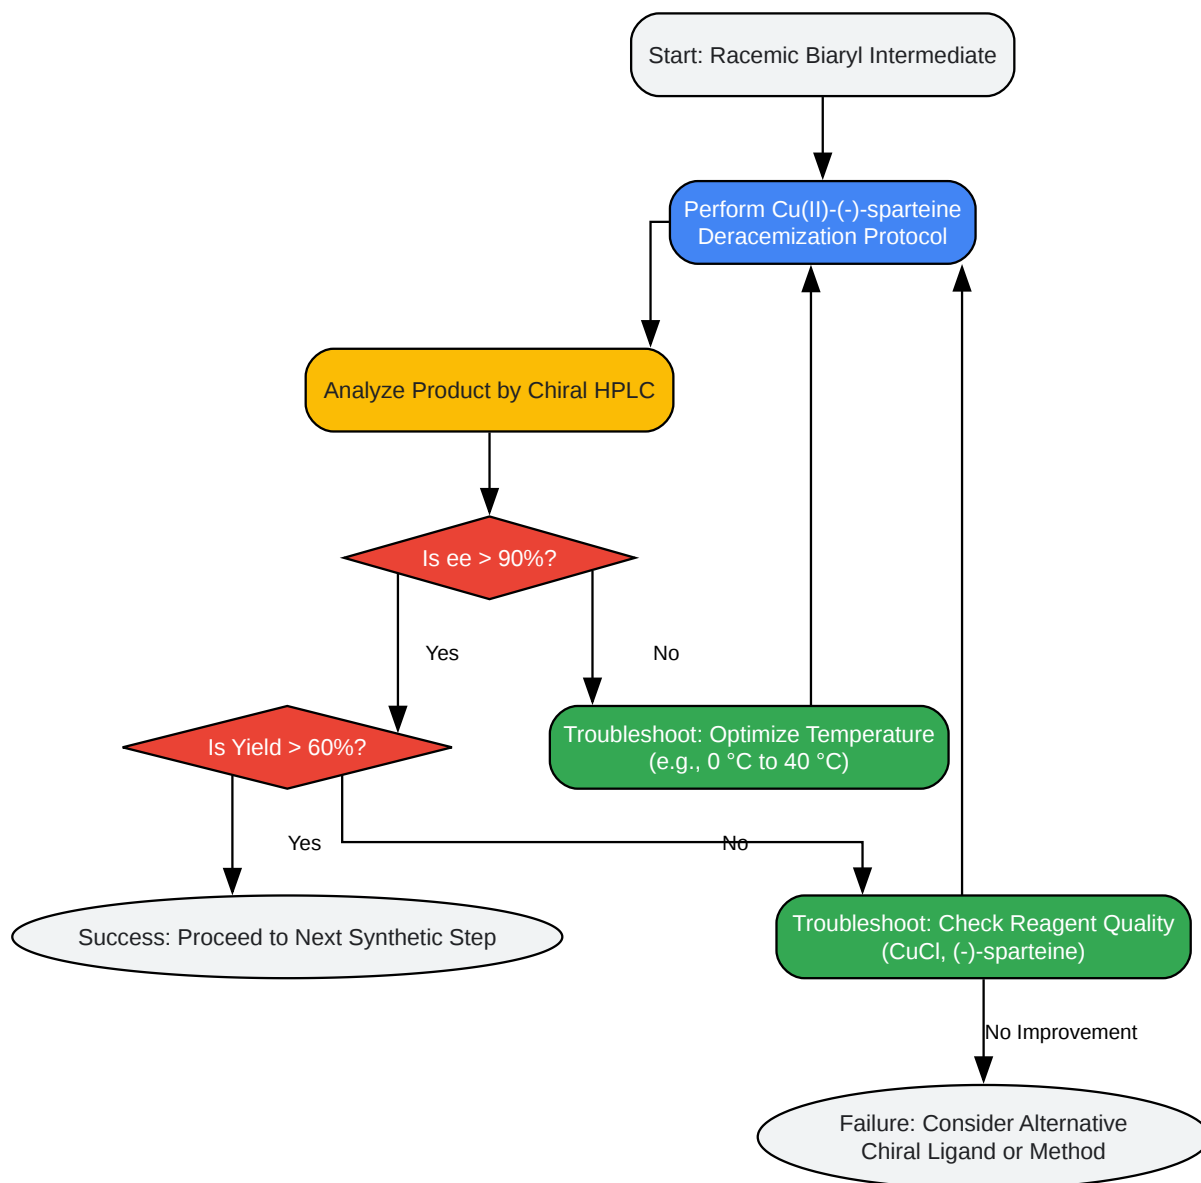 Start: Racemic Biaryl Intermediate
Perform Cu(II)-(-)-sparteine
Deracemization Protocol
Analyze Product by Chiral HPLC
Is ee > 90%?
Yes
No
Is Yield > 60%?
Troubleshoot: Optimize Temperature
(e.g., 0 °C to 40 °C)
Yes
No
Success: Proceed to Next Synthetic Step
Troubleshoot: Check Reagent Quality
(CuCl, (-)-sparteine)
No Improvement
Failure: Consider Alternative
Chiral Ligand or Method